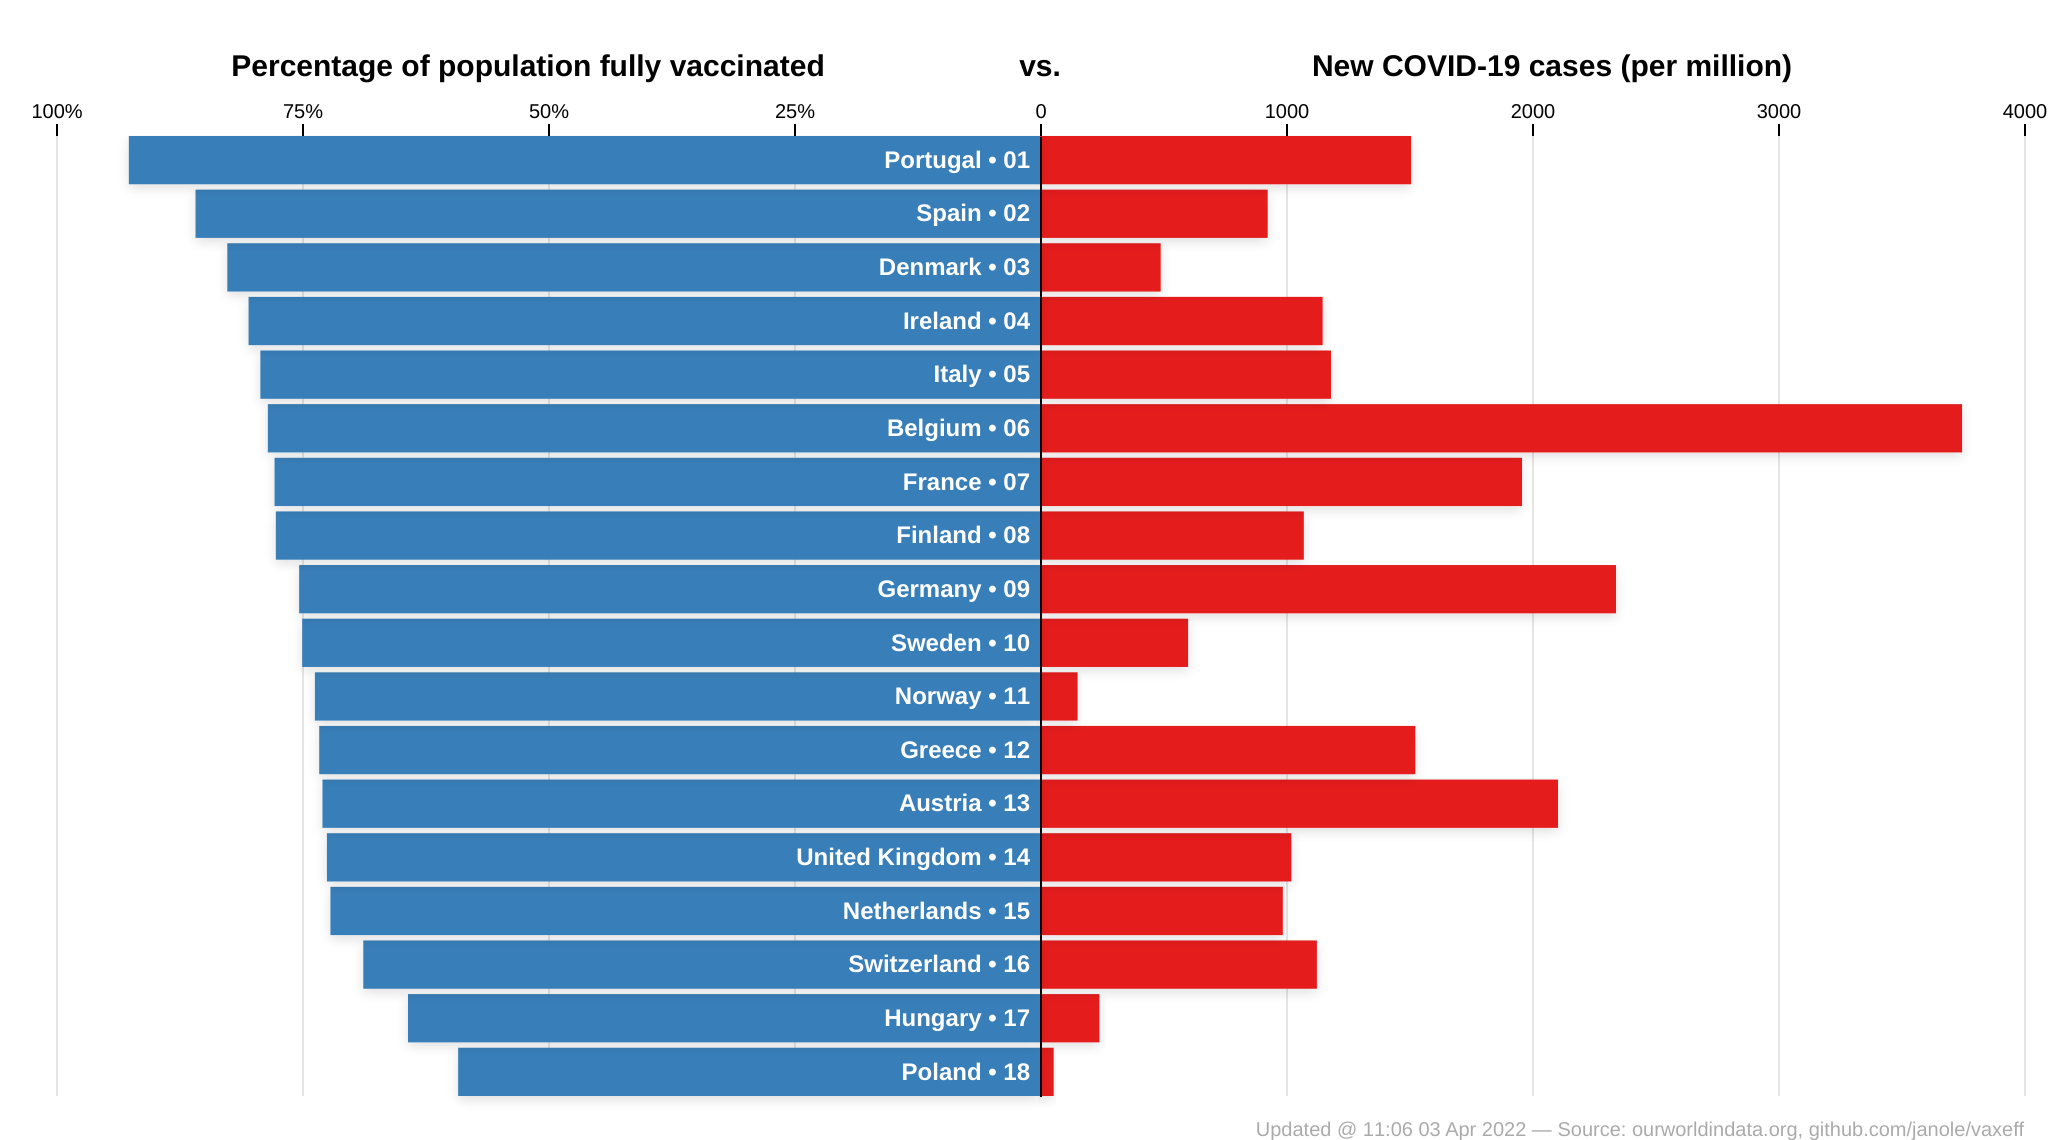 Percentage of population fully vaccinated vs. New COVID-19 cases (per million)
100% 75% 50% 25% 0 1000 2000 3000 4000
Portugal • 01
Spain • 02
Denmark • 03
Ireland • 04
Italy • 05
Belgium • 06
France • 07
Finland • 08
Germany • 09
Sweden • 10
Norway • 11
Greece • 12
Austria • 13
United Kingdom • 14
Netherlands • 15
Switzerland • 16
Hungary • 17
Poland • 18
Updated @ 11:06 03 Apr 2022 — Source: ourworldindata.org, github.com/janole/vaxeff